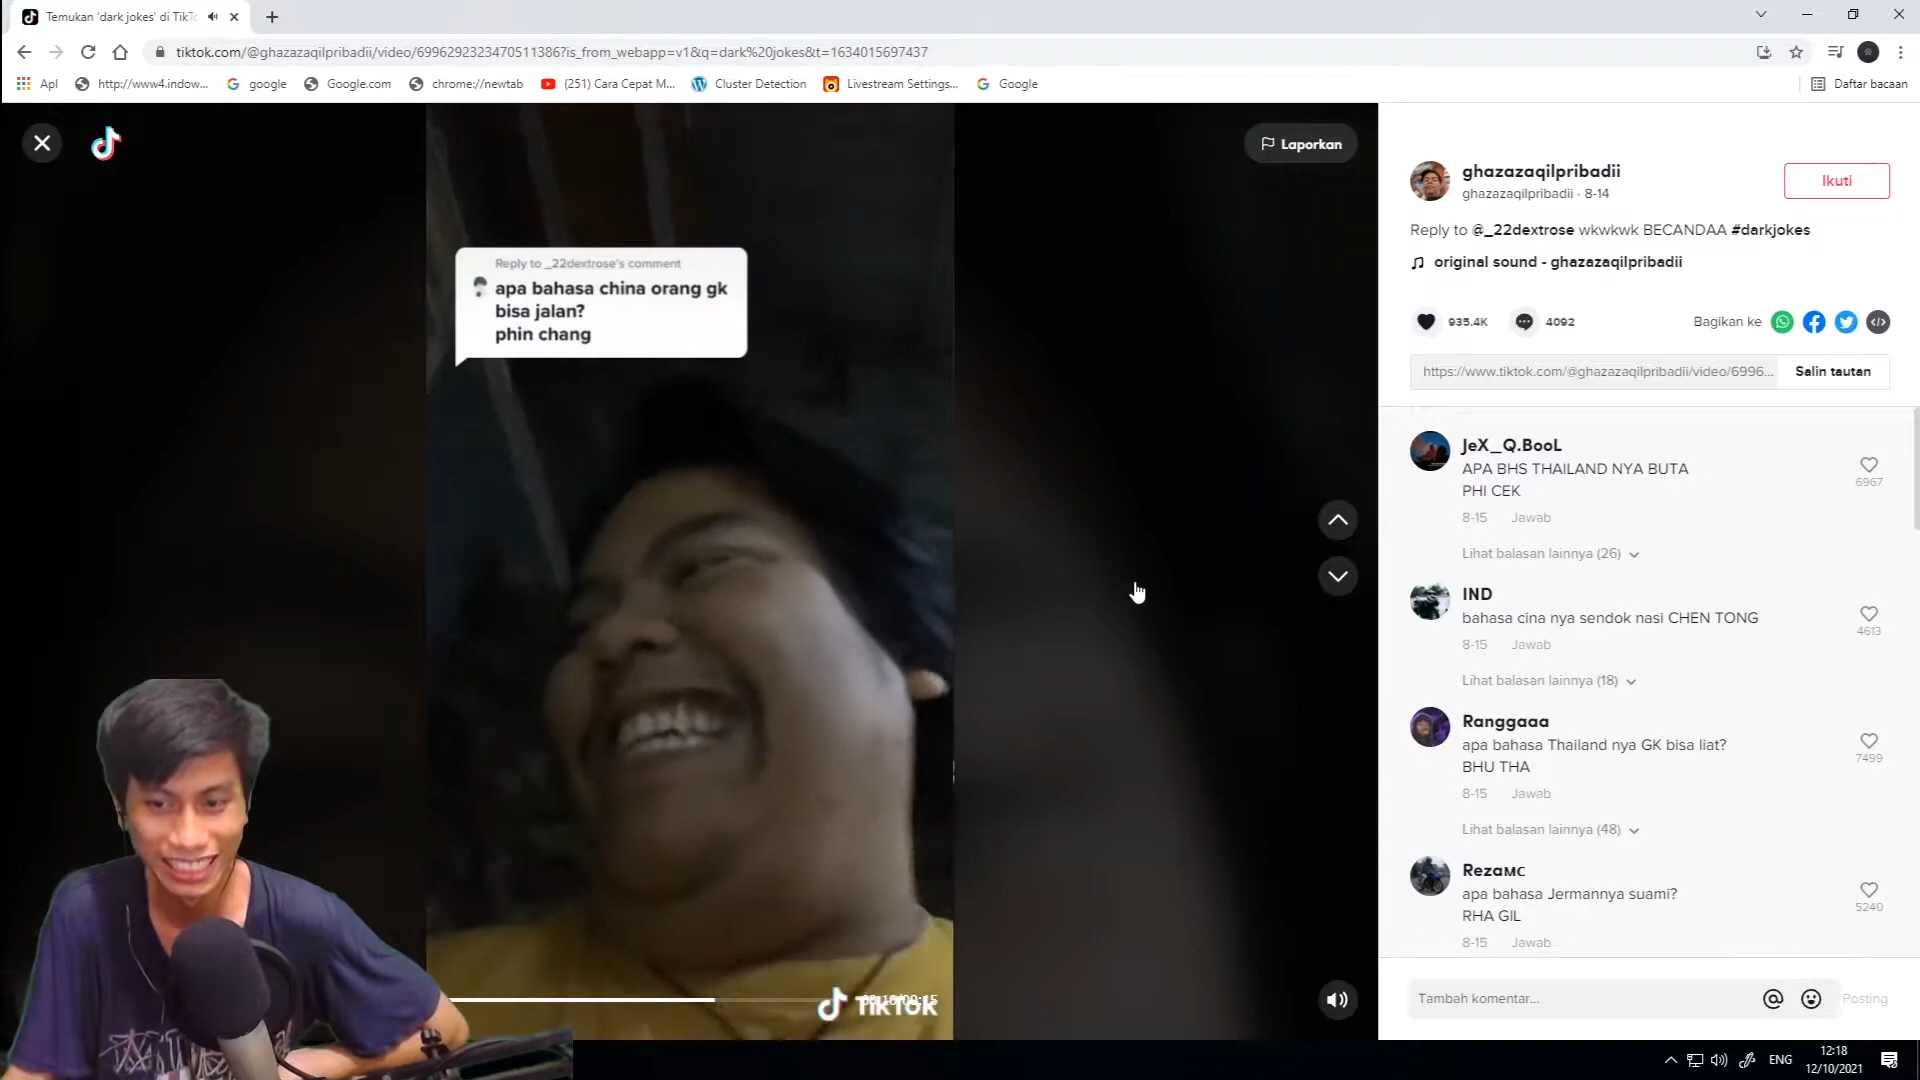 Temukan 'dark jokes' di TikTo
tiktok.com/@ghazazaqilpribadii/video/6996292323470511386?is_from_webapp=v1&q=dark%20jokes&t=1634015697437
Apl
http://www4.indow...
google
Google.com
chrome://newtab
(251) Cara Cepat M...
Cluster Detection
Livestream Settings...
Google
Daftar bacaan
Laporkan
Reply to _22dextrose's comment
apa bahasa china orang gk
bisa jalan?
phin chang
TikTok
ghazazaqilpribadii
ghazazaqilpribadii · 8-14
Ikuti
Reply to @_22dextrose wkwkwk BECANDAA #darkjokes
original sound - ghazazaqilpribadii
935.4K
4092
Bagikan ke
https://www.tiktok.com/@ghazazaqilpribadii/video/6996...
Salin tautan
JeX_Q.BooL
APA BHS THAILAND NYA BUTA
PHI CEK
6967
8-15 Jawab
Lihat balasan lainnya (26)
IND
bahasa cina nya sendok nasi CHEN TONG
4613
8-15 Jawab
Lihat balasan lainnya (18)
Ranggaaa
apa bahasa Thailand nya GK bisa liat?
BHU THA
7499
8-15 Jawab
Lihat balasan lainnya (48)
Rezaᴍᴄ
apa bahasa Jermannya suami?
RHA GIL
5240
8-15 Jawab
Tambah komentar...
Posting
ENG
12:18
12/10/2021